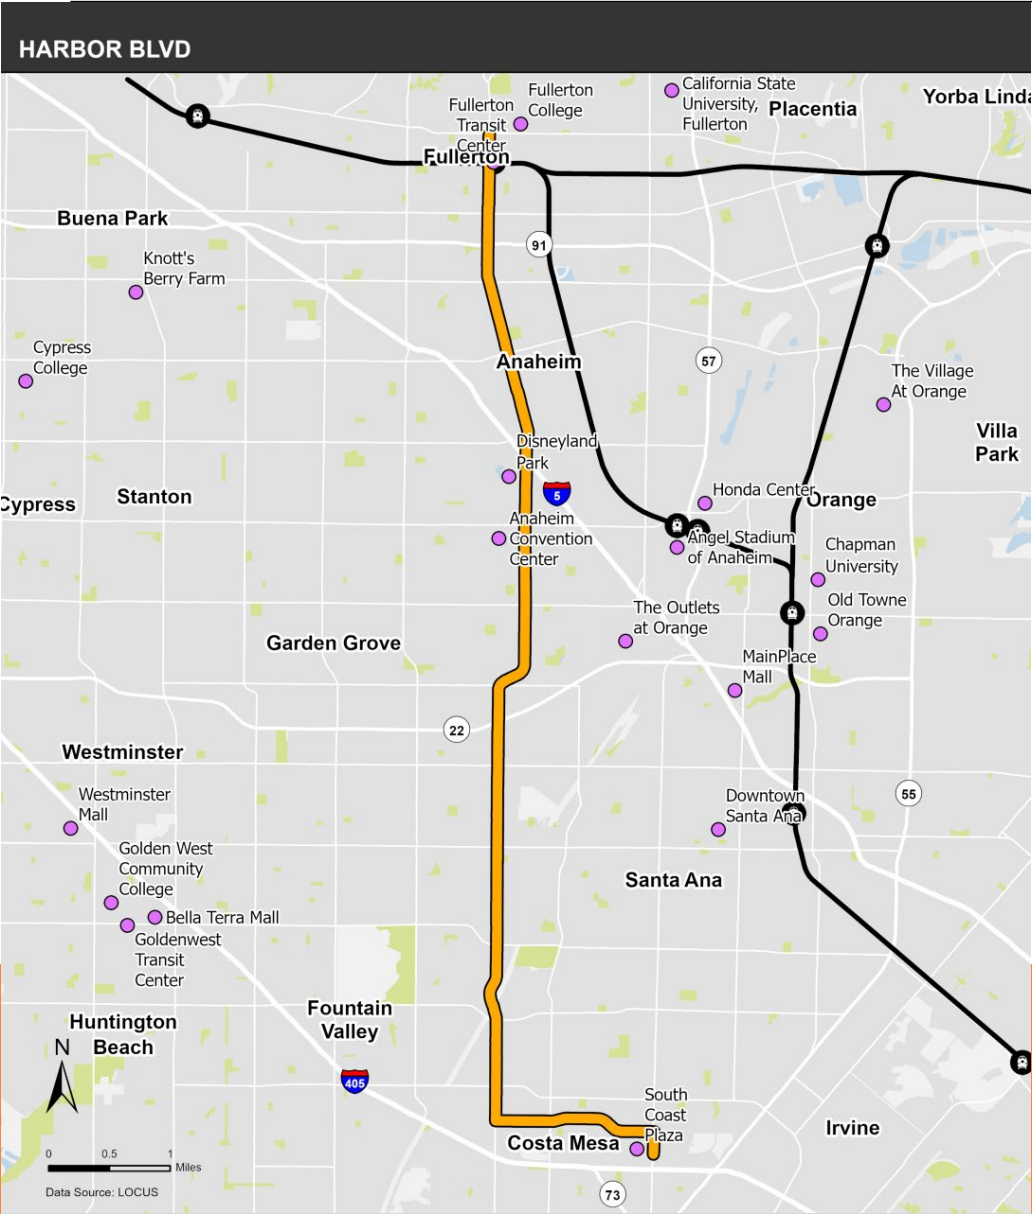 HARBOR BLVD
California State
University,
Fullerton
Fullerton
College
Fullerton
Transit
Center
Placentia
Yorba Linda
Fullerton
Buena Park
91
Knott's
Berry Farm
Cypress
College
Anaheim
57
The Village
At Orange
Villa
Park
Disneyland
Park
5
Honda Center
Orange
Cypress
Stanton
Anaheim
Convention
Center
Angel Stadium
of Anaheim
Chapman
University
Old Towne
Orange
The Outlets
at Orange
Garden Grove
MainPlace
Mall
22
Westminster
55
Westminster
Mall
Downtown
Santa Ana
Golden West
Community
College
Santa Ana
Bella Terra Mall
Goldenwest
Transit
Center
Fountain
Valley
Huntington
Beach
N
405
South
Coast
Plaza
Irvine
Costa Mesa
0 0.5 1
Miles
Data Source: LOCUS
73